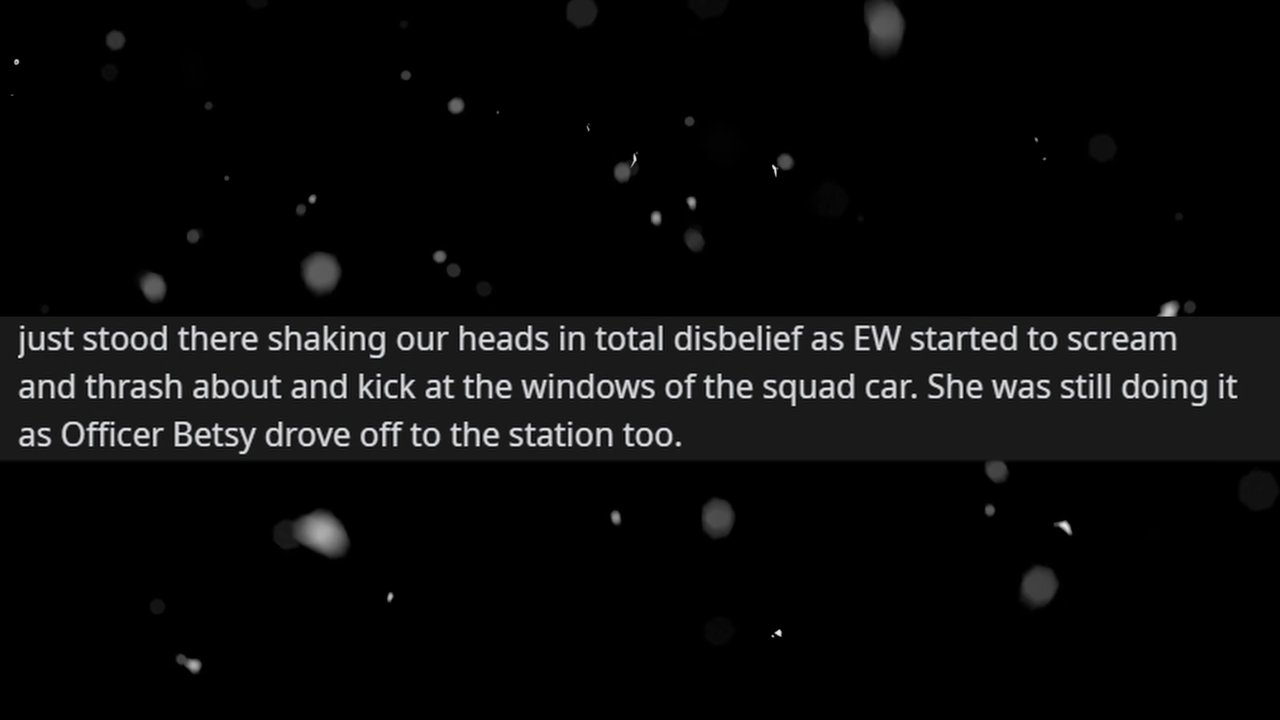 just stood there shaking our heads in total disbelief as EW started to scream
and thrash about and kick at the windows of the squad car. She was still doing it
as Officer Betsy drove off to the station too.